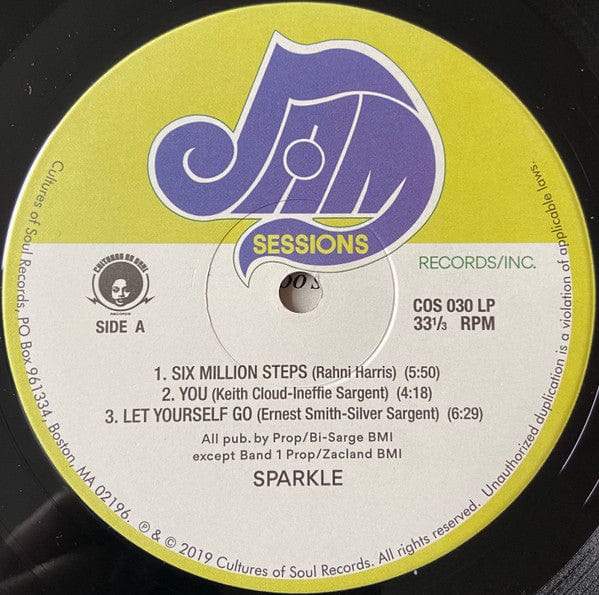 JAM
SESSIONS
RECORDS/INC.
CULTURES OF SOUL
RECORDS
SIDE A
COS 030 LP
33⅓ RPM
1. SIX MILLION STEPS (Rahni Harris) (5:50)
2. YOU (Keith Cloud-Ineffie Sargent) (4:18)
3. LET YOURSELF GO (Ernest Smith-Silver Sargent) (6:29)
All pub. by Prop/Bi-Sarge BMI
except Band 1 Prop/Zacland BMI
SPARKLE
Cultures of Soul Records, PO Box 961334, Boston, MA 02196. ℗ & © 2019 Cultures of Soul Records. All rights reserved. Unauthorized duplication is a violation of applicable laws.